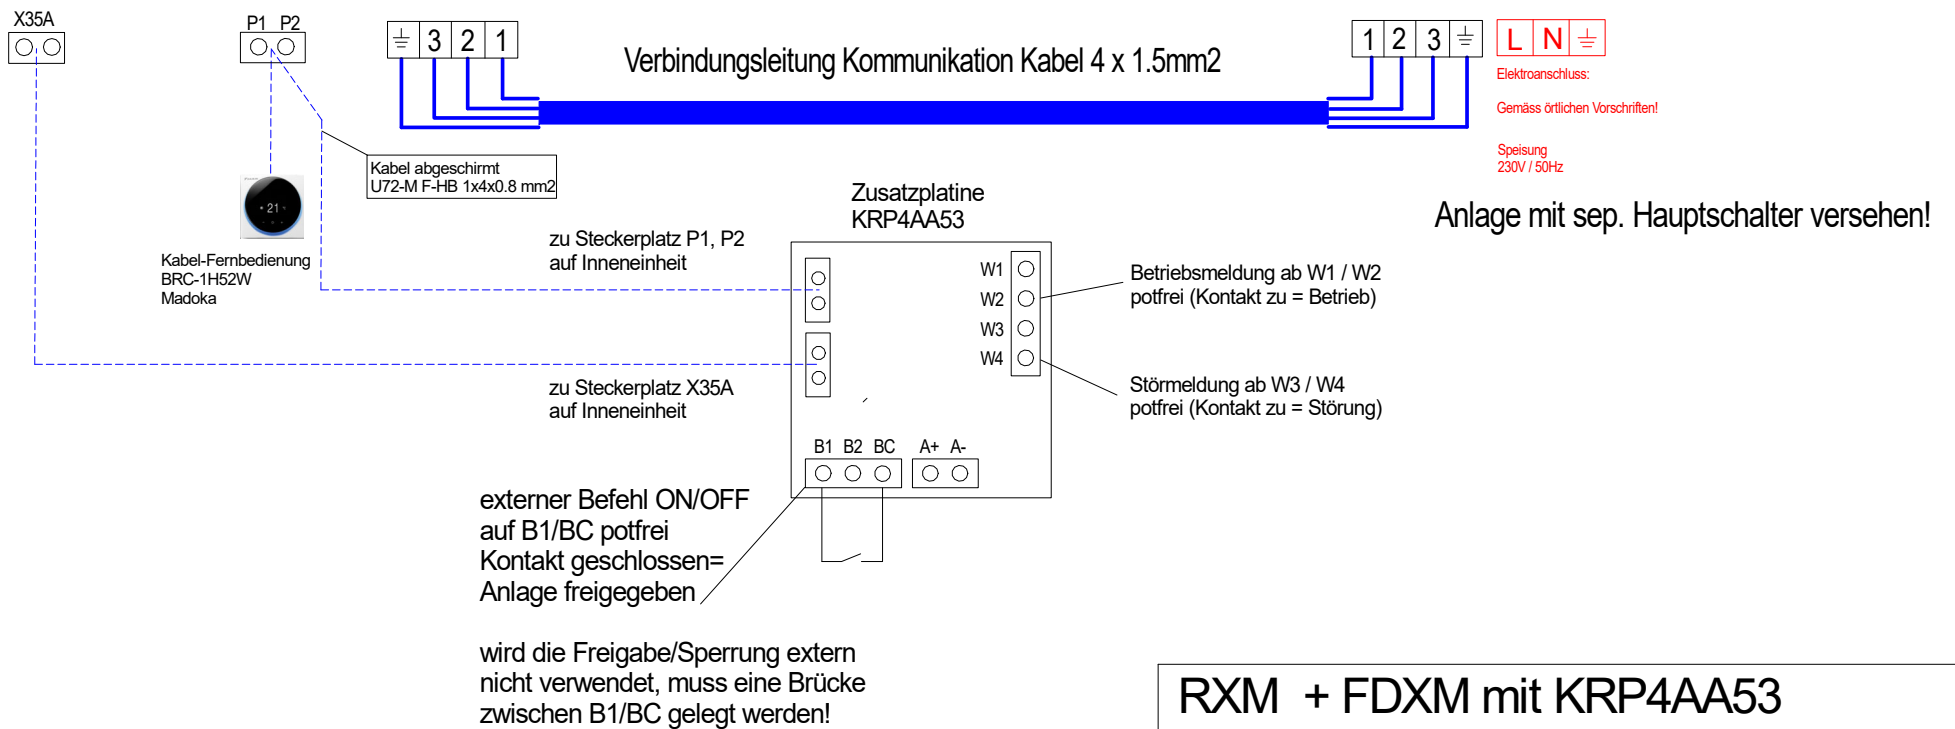 X35A
P1 P2
3 2 1
Verbindungsleitung Kommunikation Kabel 4 x 1.5mm2
1 2 3
L N
Elektroanschluss:
Gemäss örtlichen Vorschriften!
Speisung
230V / 50Hz
Anlage mit sep. Hauptschalter versehen!
Kabel abgeschirmt
U72-M F-HB 1x4x0.8 mm2
21
Kabel-Fernbedienung
BRC-1H52W
Madoka
zu Steckerplatz P1, P2
auf Inneneinheit
Zusatzplatine
KRP4AA53
W1
W2
W3
W4
Betriebsmeldung ab W1 / W2
potfrei (Kontakt zu = Betrieb)
Störmeldung ab W3 / W4
potfrei (Kontakt zu = Störung)
zu Steckerplatz X35A
auf Inneneinheit
B1 B2 BC A+ A-
externer Befehl ON/OFF
auf B1/BC potfrei
Kontakt geschlossen=
Anlage freigegeben
wird die Freigabe/Sperrung extern
nicht verwendet, muss eine Brücke
zwischen B1/BC gelegt werden!
RXM + FDXM mit KRP4AA53